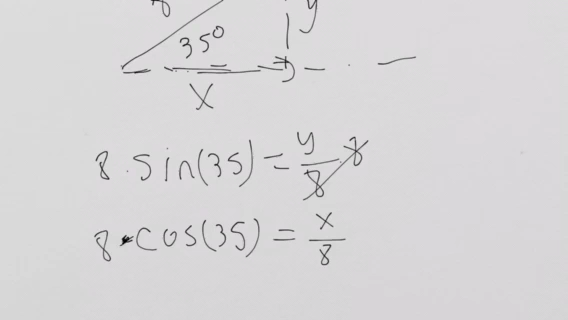 8 y
35°
x
8 · sin(35) = y/8 8
8 · cos(35) = x/8